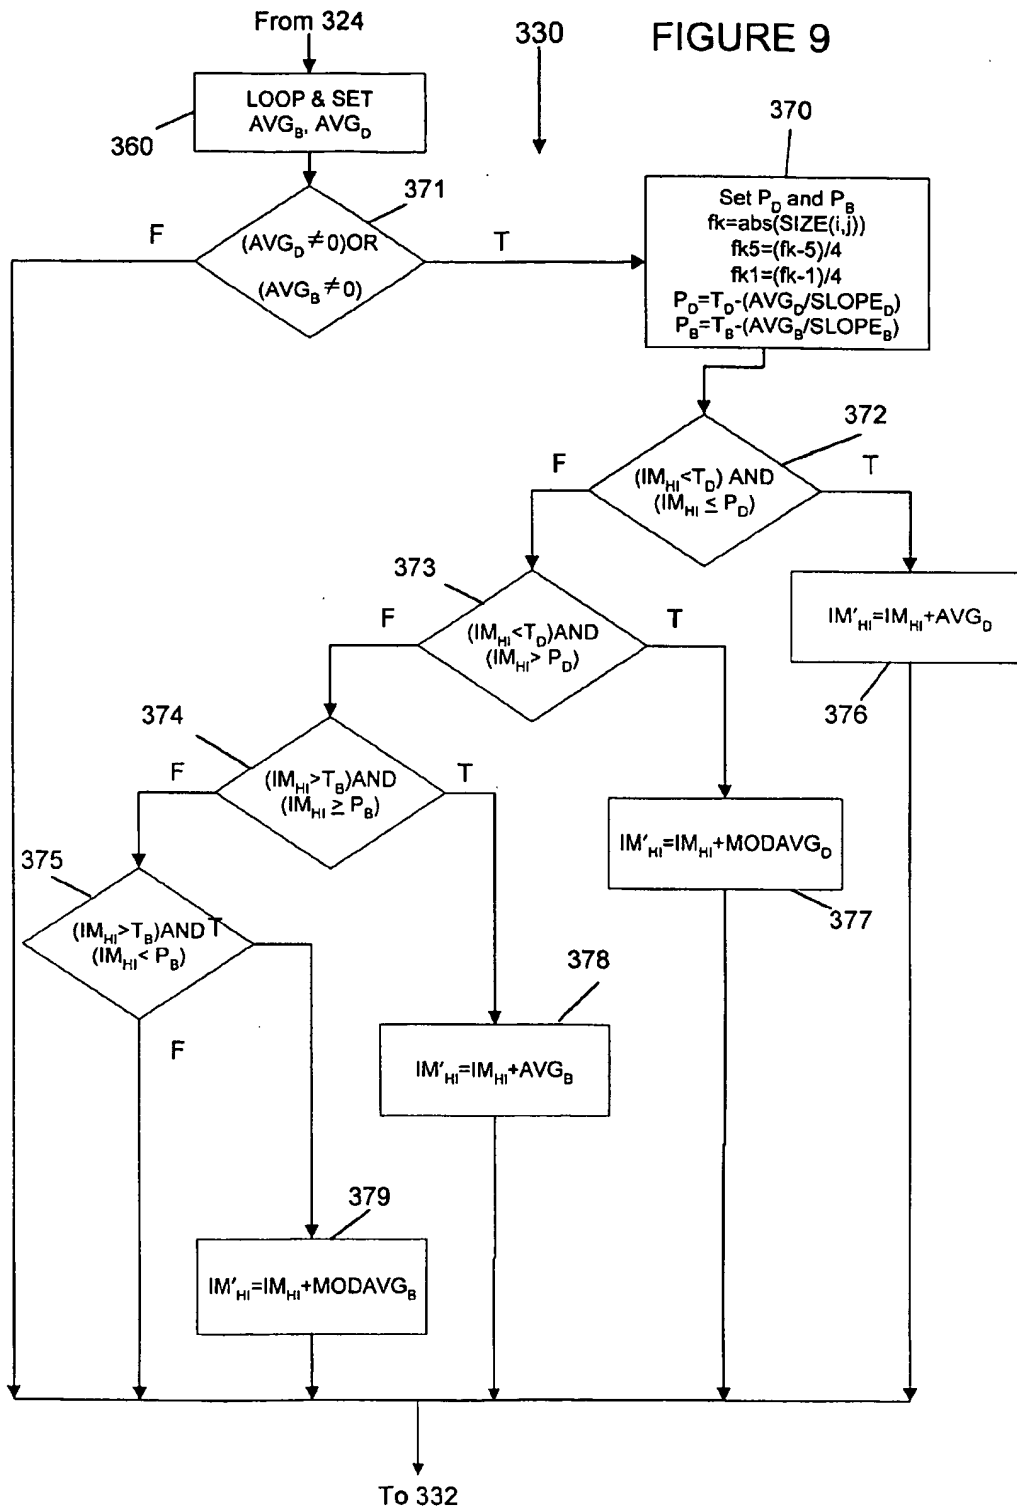 From 324
330
FIGURE 9
LOOP & SET
AVG_B, AVG_D
360
370
371
F
(AVG_D ≠ 0)OR
(AVG_B ≠ 0)
T
Set P_D and P_B
fk=abs(SIZE(i,j))
fk5=(fk-5)/4
fk1=(fk-1)/4
P_D=T_D-(AVG_D/SLOPE_D)
P_B=T_B-(AVG_B/SLOPE_B)
372
F
(IM_HI<T_D) AND
(IM_HI ≤ P_D)
T
373
F
(IM_HI<T_D)AND
(IM_HI> P_D)
T
IM'_HI=IM_HI+AVG_D
376
374
F
(IM_HI>T_B)AND
(IM_HI ≥ P_B)
T
IM'_HI=IM_HI+MODAVG_D
377
375
(IM_HI>T_B)AND
(IM_HI< P_B)
T
F
378
IM'_HI=IM_HI+AVG_B
379
IM'_HI=IM_HI+MODAVG_B
To 332